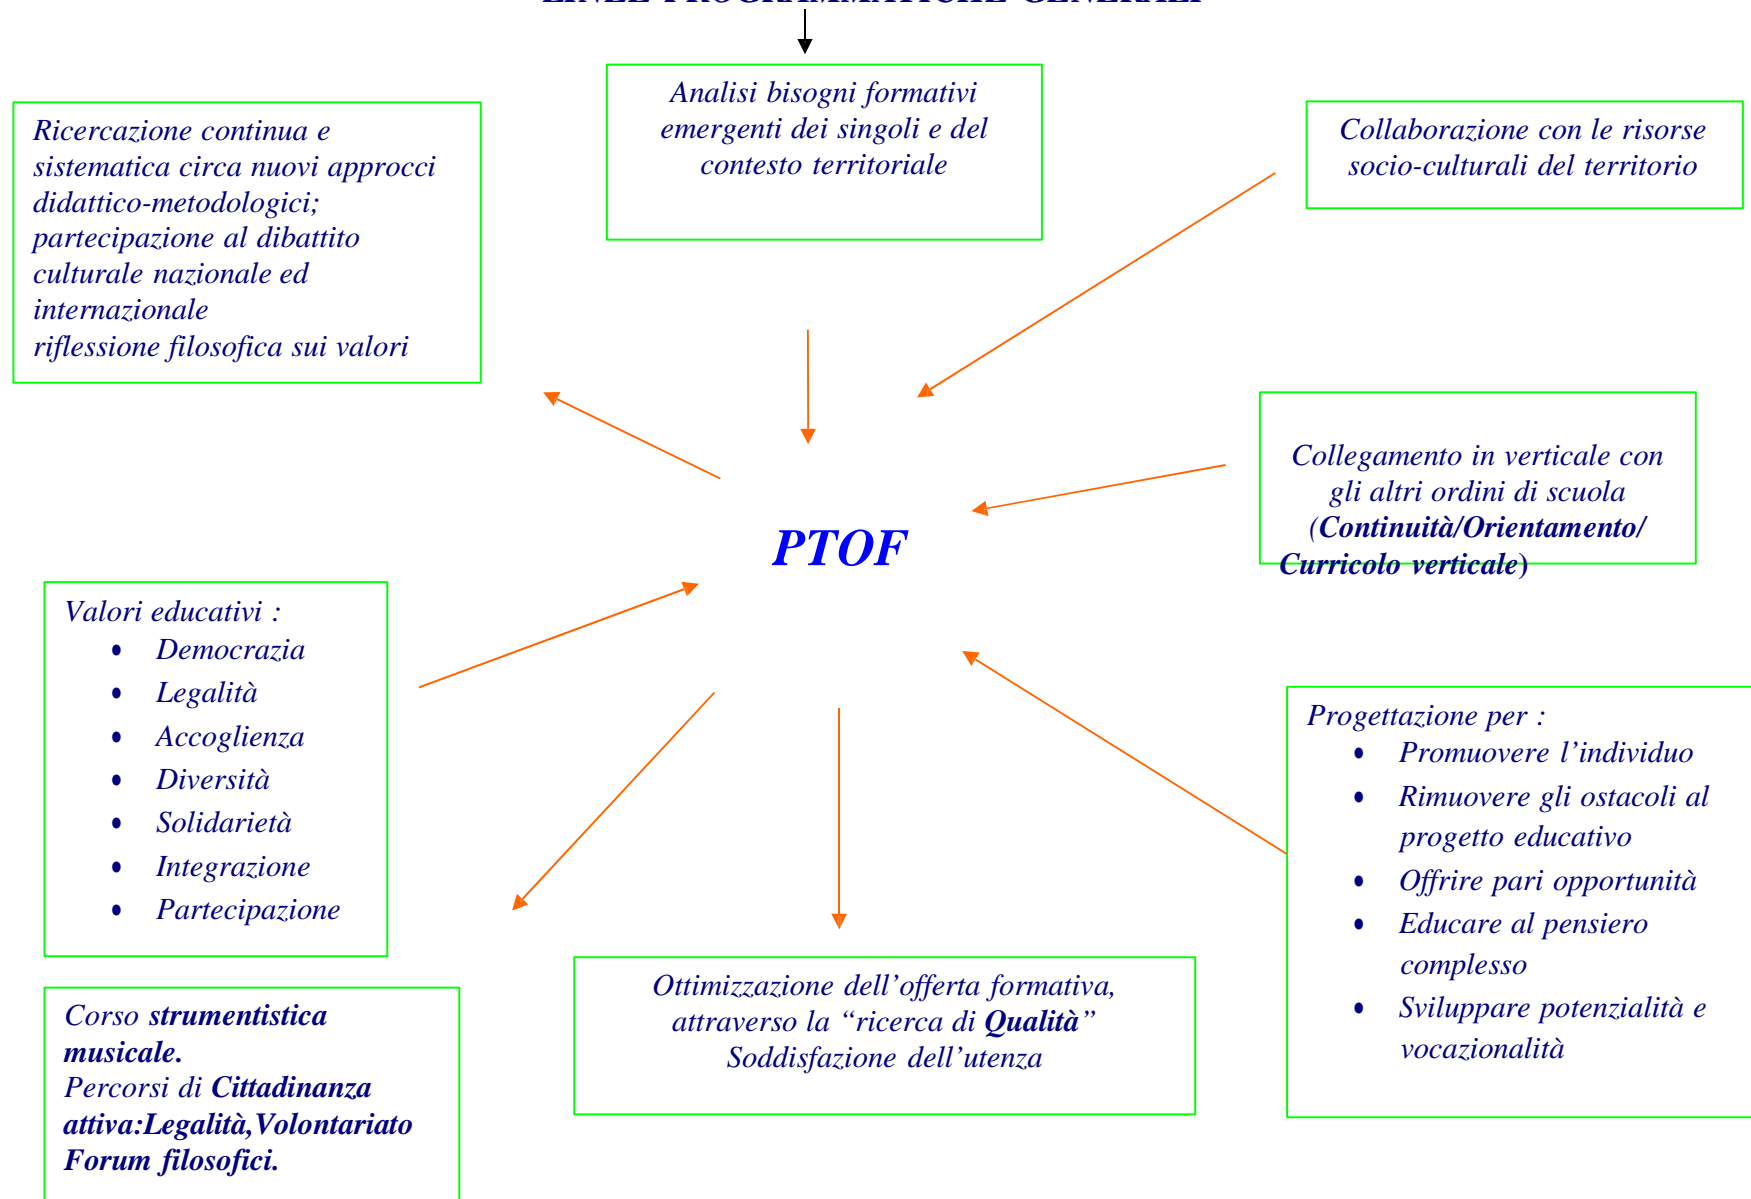 LINEE PROGRAMMATICHE GENERALI
Analisi bisogni formativi
emergenti dei singoli e del
contesto territoriale
Ricercazione continua e
sistematica circa nuovi approcci
didattico-metodologici;
partecipazione al dibattito
culturale nazionale ed
internazionale
riflessione filosofica sui valori
Collaborazione con le risorse
socio-culturali del territorio
Collegamento in verticale con
gli altri ordini di scuola
(Continuità/Orientamento/
Curricolo verticale)
PTOF
Valori educativi :
• Democrazia
• Legalità
• Accoglienza
• Diversità
• Solidarietà
• Integrazione
• Partecipazione
Progettazione per :
• Promuovere l’individuo
• Rimuovere gli ostacoli al
progetto educativo
• Offrire pari opportunità
• Educare al pensiero
complesso
• Sviluppare potenzialità e
vocazionalità
Corso strumentistica
musicale.
Percorsi di Cittadinanza
attiva:Legalità,Volontariato
Forum filosofici.
Ottimizzazione dell’offerta formativa,
attraverso la “ricerca di Qualità”
Soddisfazione dell’utenza